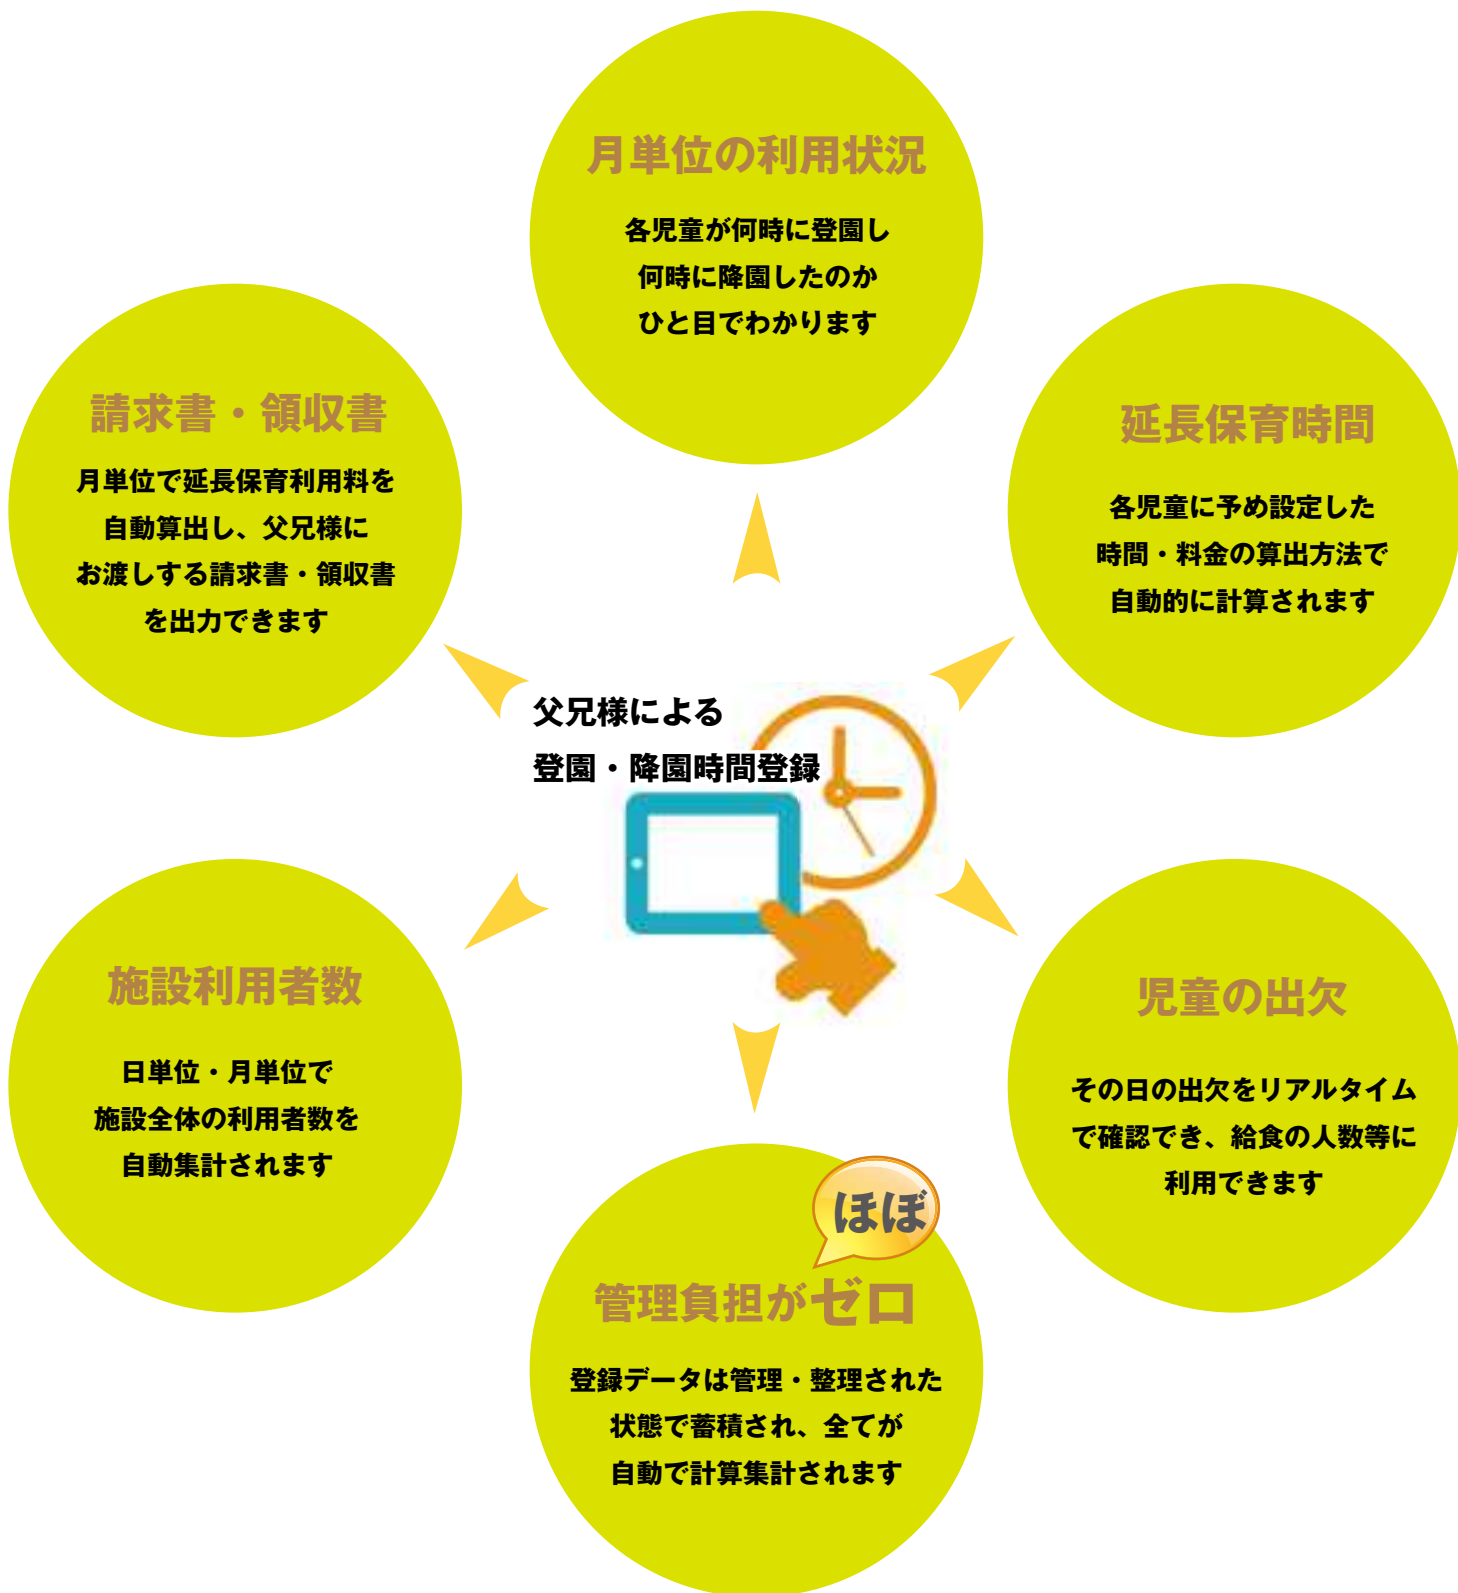 月単位の利用状況
各児童が何時に登園し
何時に降園したのか
ひと目でわかります
請求書・領収書
月単位で延長保育利用料を
自動算出し、父兄様に
お渡しする請求書・領収書
を出力できます
延長保育時間
各児童に予め設定した
時間・料金の算出方法で
自動的に計算されます
父兄様による
登園・降園時間登録
施設利用者数
日単位・月単位で
施設全体の利用者数を
自動集計されます
児童の出欠
その日の出欠をリアルタイム
で確認でき、給食の人数等に
利用できます
ほぼ
管理負担がゼロ
登録データは管理・整理された
状態で蓄積され、全てが
自動で計算集計されます